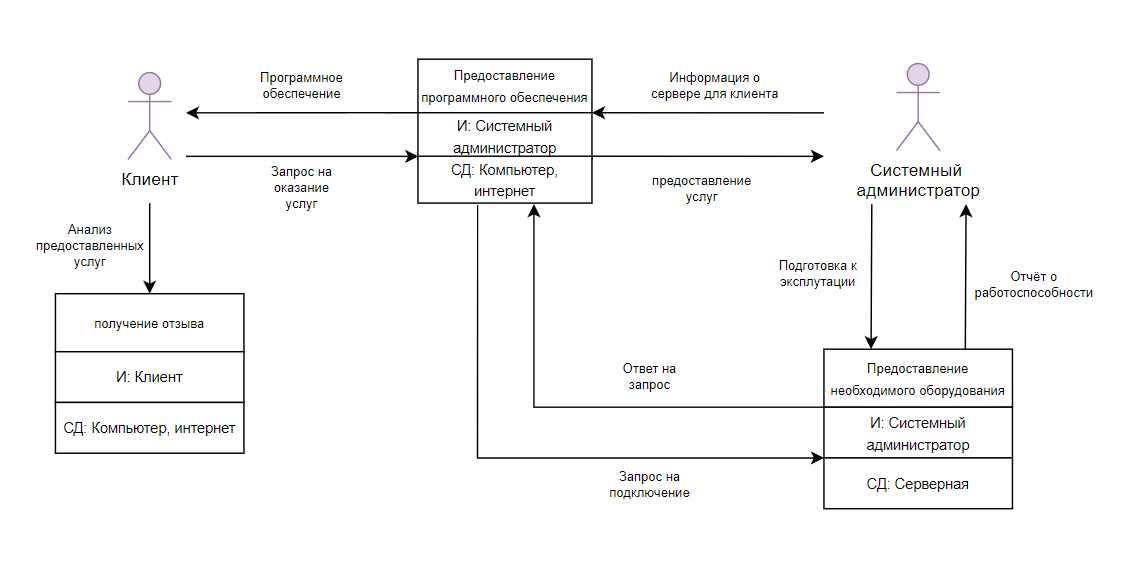 Программное
обеспечение
Предоставление
программного обеспечения
И: Системный
администратор
СД: Компьютер,
интернет
Информация о
сервере для клиента
Клиент
Запрос на
оказание
услуг
предоставление
услуг
Системный
администратор
Анализ
предоставленных
услуг
получение отзыва
И: Клиент
СД: Компьютер, интернет
Подготовка к
эксплутации
Отчёт о
работоспособности
Ответ на
запрос
Предоставление
необходимого оборудования
И: Системный
администратор
СД: Серверная
Запрос на
подключение